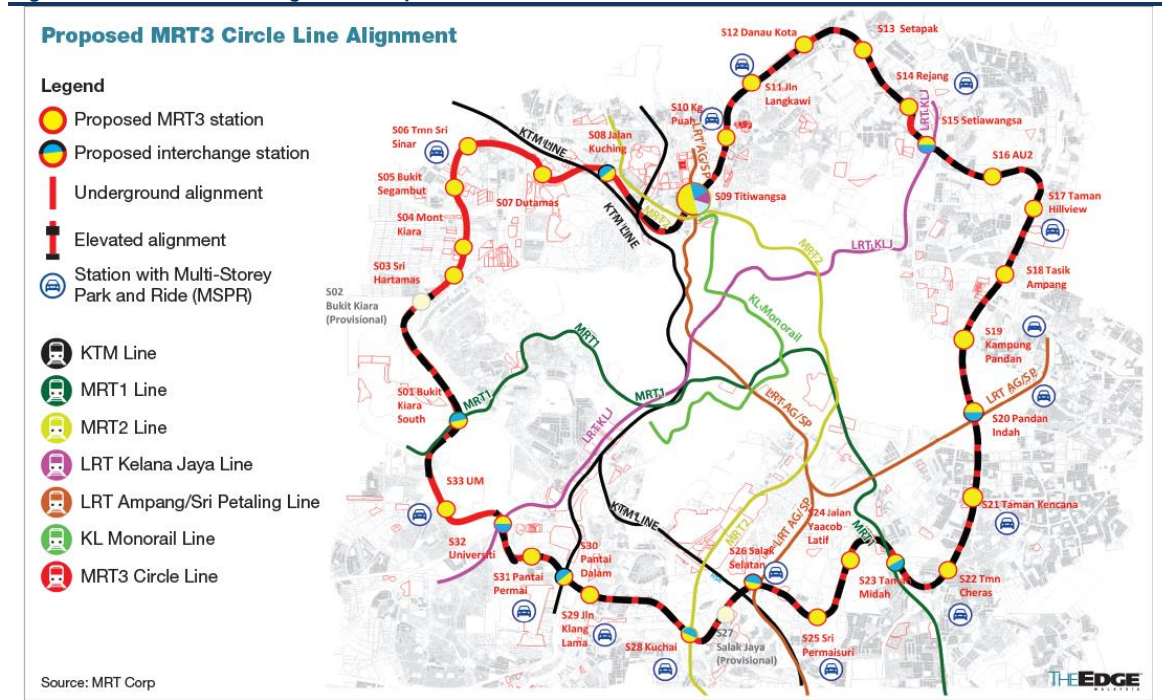 Proposed MRT3 Circle Line Alignment
Legend
Proposed MRT3 station
Proposed interchange station
Underground alignment
Elevated alignment
Station with Multi-Storey
Park and Ride (MSPR)
KTM Line
MRT1 Line
MRT2 Line
LRT Kelana Jaya Line
LRT Ampang/Sri Petaling Line
KL Monorail Line
MRT3 Circle Line
Source: MRT Corp
S12 Danau Kota
S13 Setapak
S11 Jln
Langkawi
S14 Rejang
S10 Kg
Puah
LRT KLJ
S15 Setiawangsa
S06 Tmn Sri
Sinar
KTM LINE
S08 Jalan
Kuching
LRT AG/SP
S16 AU2
S05 Bukit
Segambut
S07 Dutamas
S09 Titiwangsa
S17 Taman
Hillview
S04 Mont
Kiara
MRT2
KTM LINE
MRT2
LRT KLJ
S03 Sri
Hartamas
S18 Tasik
Ampang
S02
Bukit Kiara
(Provisional)
KL Monorail
S19
Kampung
Pandan
MRT1
S01 Bukit
Kiara
South
MRT1
MRT1
LRT AG/SP
LRT AG/SP
LRT KLJ
S20 Pandan
Indah
S33 UM
S32
Universiti
KTM LINE
MRT2
LRT AG/SP
S24 Jalan
Yaacob
Latif
MRT1
S21 Taman Kencana
S30
Pantai
Dalam
S26 Salak
Selatan
S31 Pantai
Permai
S23 Taman
Midah
S22 Tmn
Cheras
S29 Jln
Klang
Lama
S28 Kuchai
S27
Salak Jaya
(Provisional)
S25 Sri
Permaisuri
THE EDGE
MALAYSIA